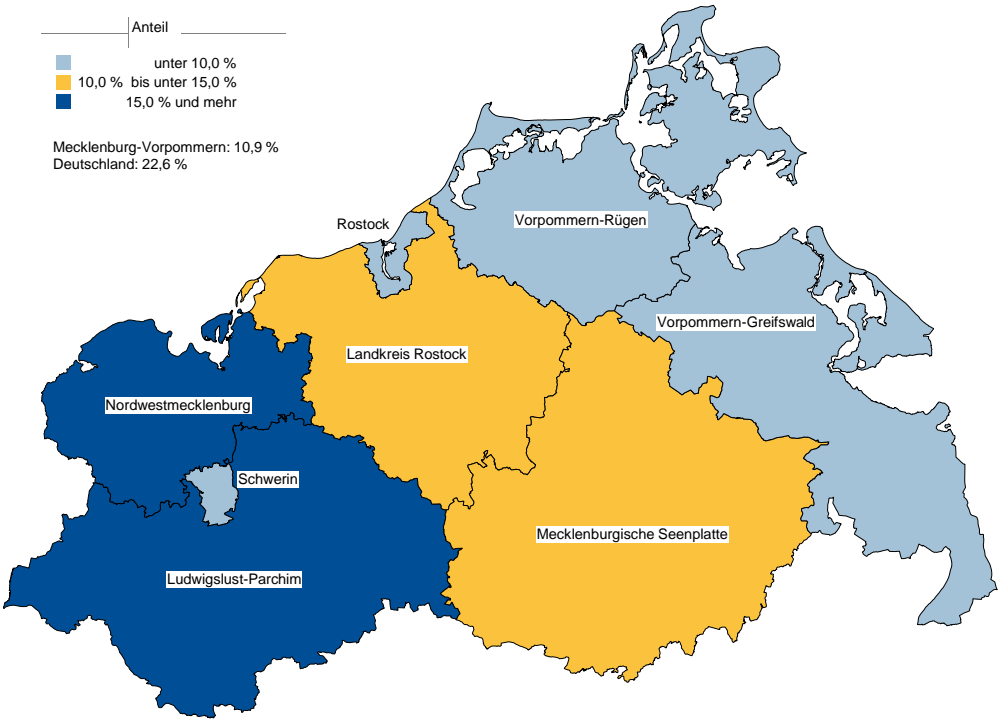 Anteil
unter 10,0 %
10,0 % bis unter 15,0 %
15,0 % und mehr
Mecklenburg-Vorpommern: 10,9 %
Deutschland: 22,6 %
Rostock
Vorpommern-Rügen
Vorpommern-Greifswald
Landkreis Rostock
Nordwestmecklenburg
Schwerin
Mecklenburgische Seenplatte
Ludwigslust-Parchim